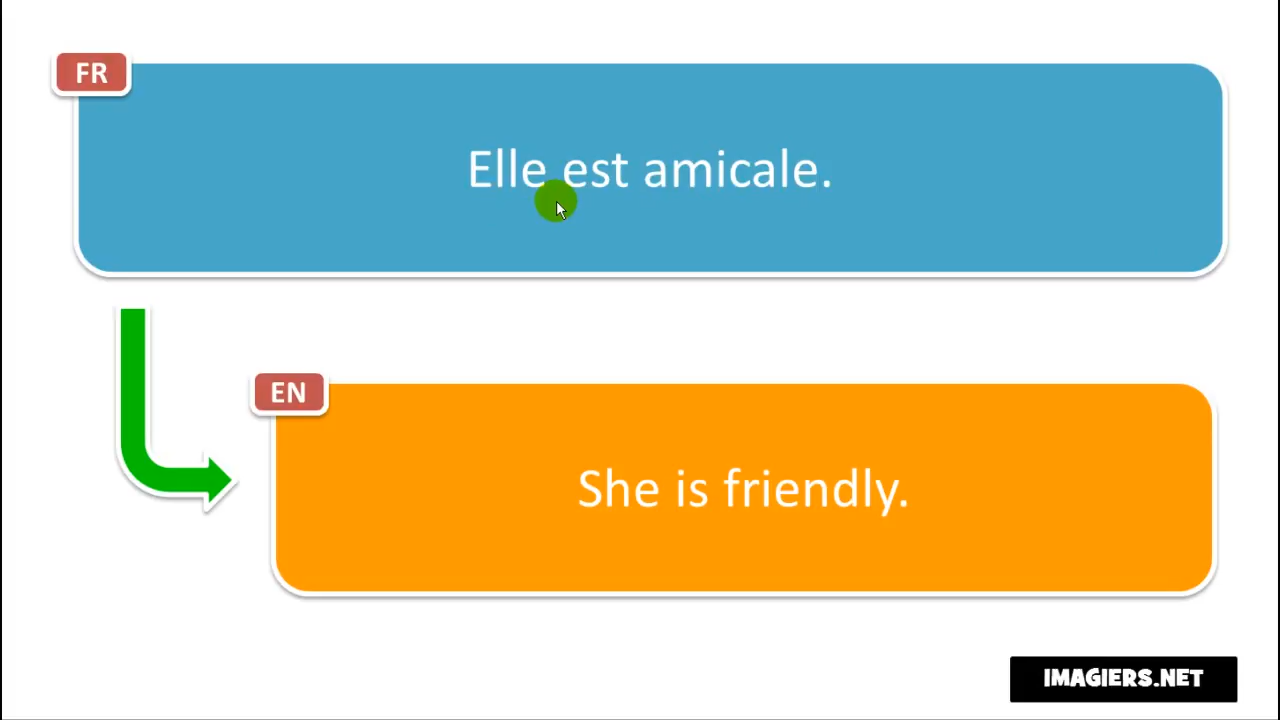 FR
Elle est amicale.
EN
She is friendly.
IMAGIERS.NET